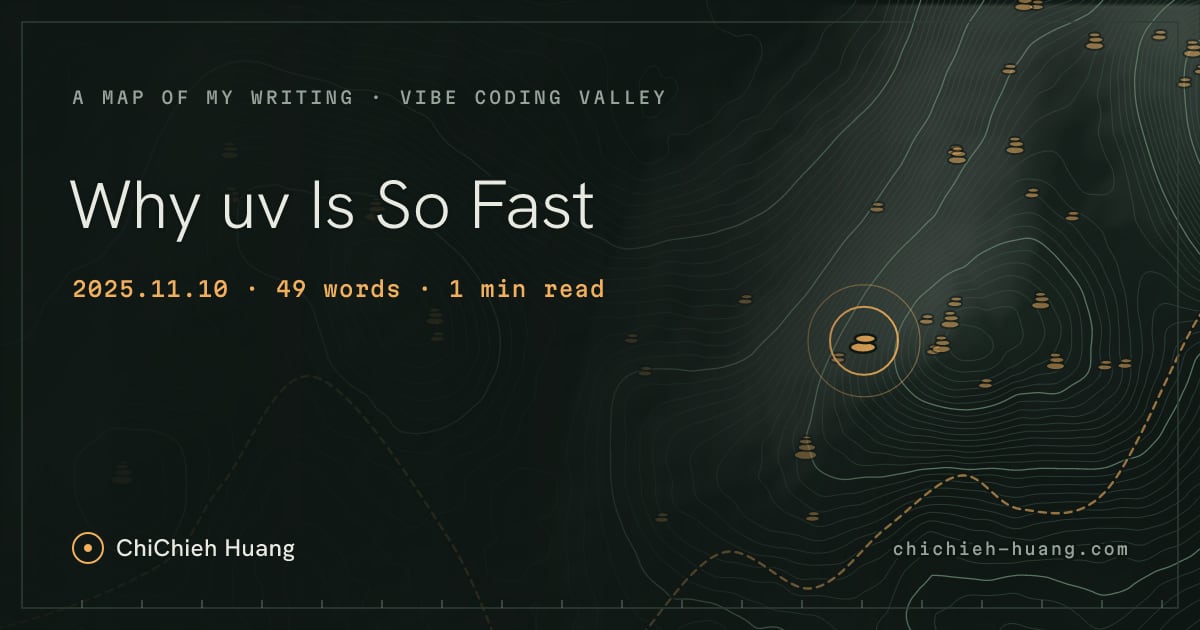 A MAP OF MY WRITING · VIBE CODING VALLEY
Why uv Is So Fast
2025.11.10 · 49 words · 1 min read
ChiChieh Huang
chichieh-huang.com